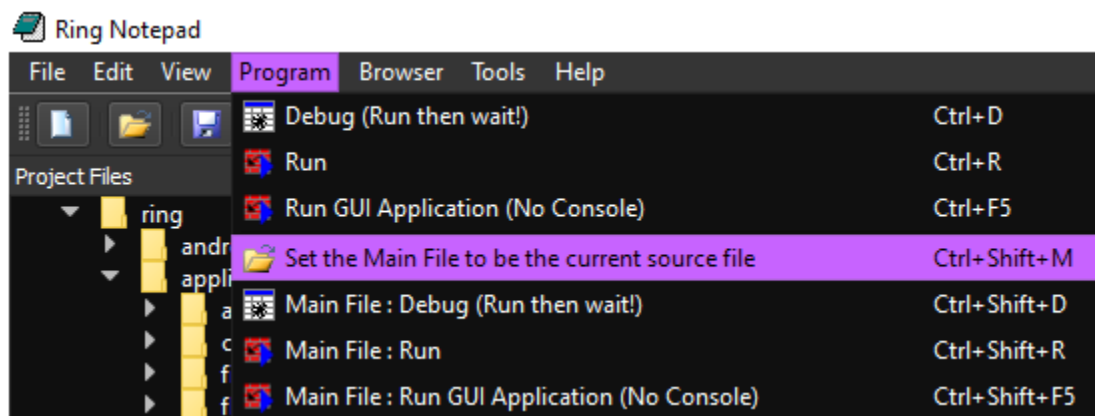 Ring Notepad
File Edit View Program Browser Tools Help
Debug (Run then wait!) Ctrl+D
Run Ctrl+R
Project Files
Run GUI Application (No Console) Ctrl+F5
ring
Set the Main File to be the current source file Ctrl+Shift+M
Main File : Debug (Run then wait!) Ctrl+Shift+D
Main File : Run Ctrl+Shift+R
Main File : Run GUI Application (No Console) Ctrl+Shift+F5